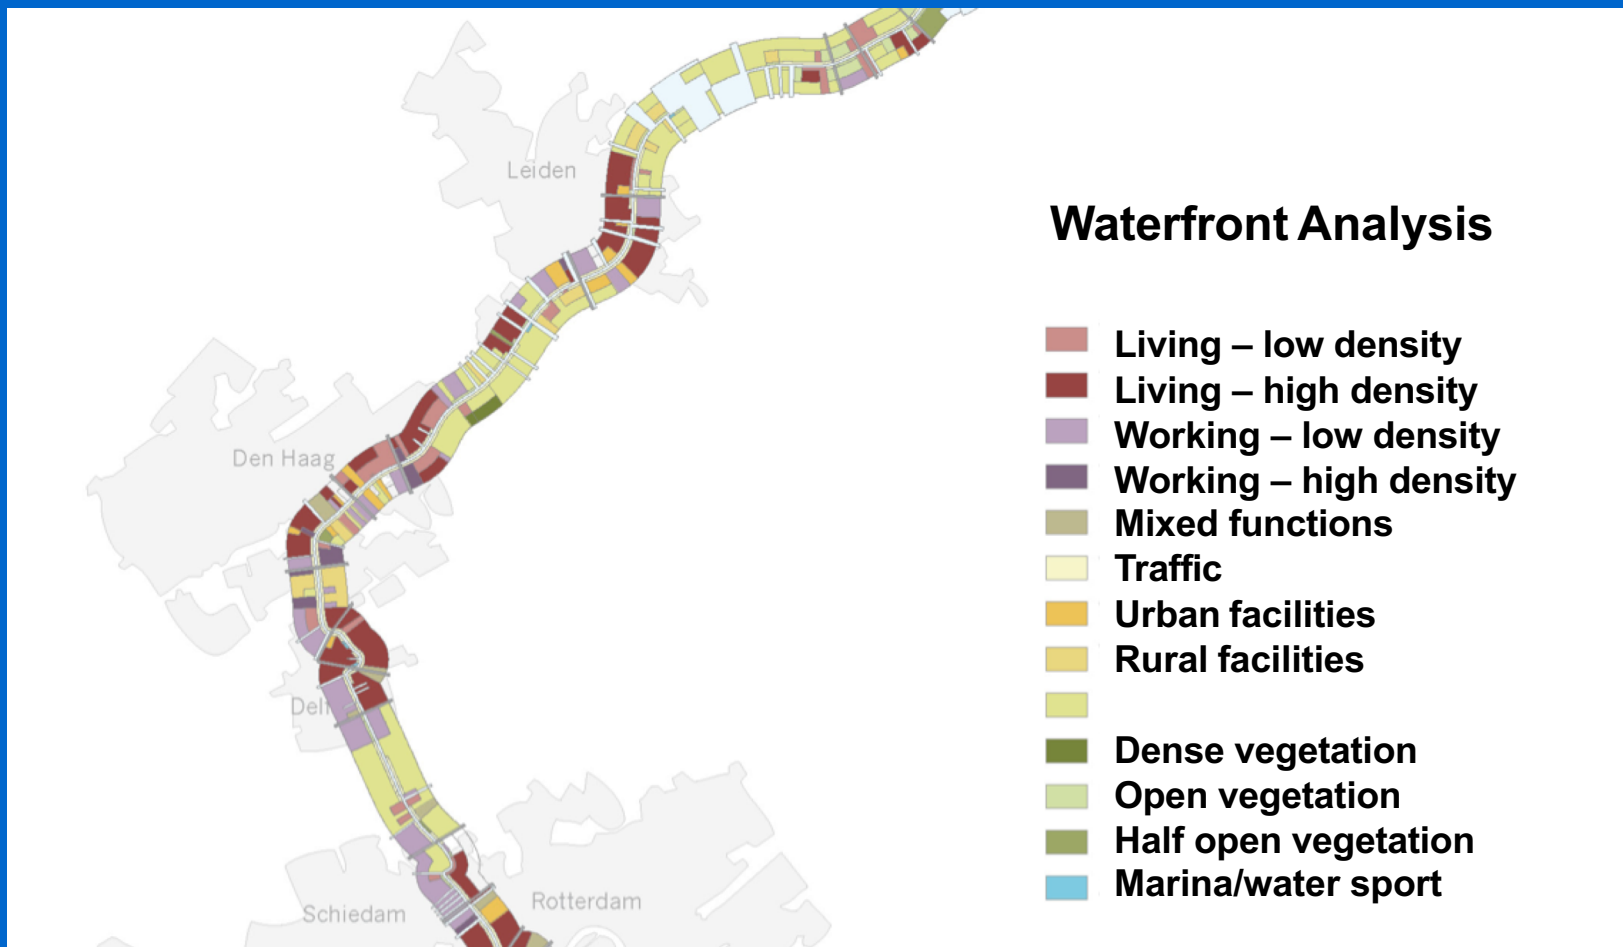 Leiden
Waterfront Analysis
Living – low density
Living – high density
Working – low density
Den Haag
Working – high density
Mixed functions
Traffic
Urban facilities
Rural facilities
Delf
Dense vegetation
Open vegetation
Half open vegetation
Marina/water sport
Rotterdam
Schiedam